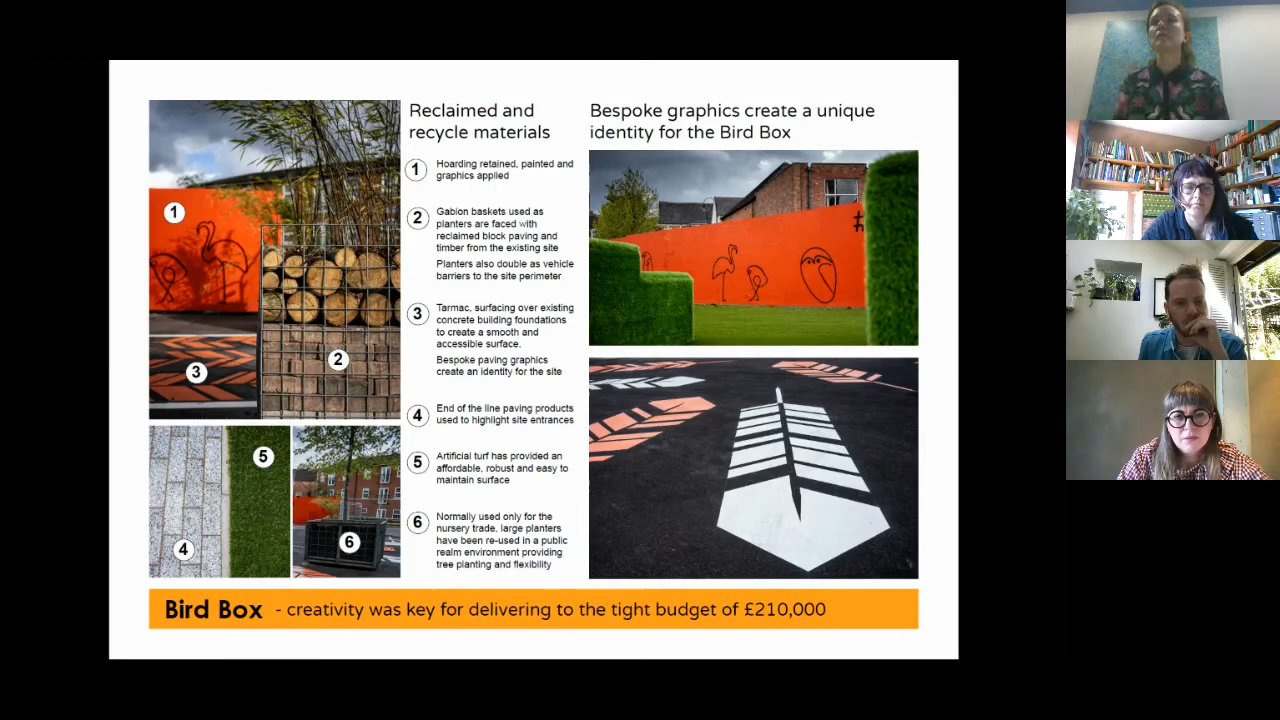 Reclaimed and
recycle materials
1
Hoarding retained, painted and
graphics applied
2
Gabion baskets used as
planters are faced with
reclaimed block paving and
timber from the existing site
Planters also double as vehicle
barriers to the site perimeter
3
Tarmac, surfacing over existing
concrete building foundations
to create a smooth and
accessible surface.
Bespoke paving graphics
create an identity for the site
4
End of the line paving products
used to highlight site entrances
5
Artificial turf has provided an
affordable, robust and easy to
maintain surface
6
Normally used only for the
nursery trade, large planters
have been re-used in a public
realm environment providing
tree planting and flexibility
1
2
3
4
5
6
Bespoke graphics create a unique
identity for the Bird Box
#
Bird Box - creativity was key for delivering to the tight budget of £210,000